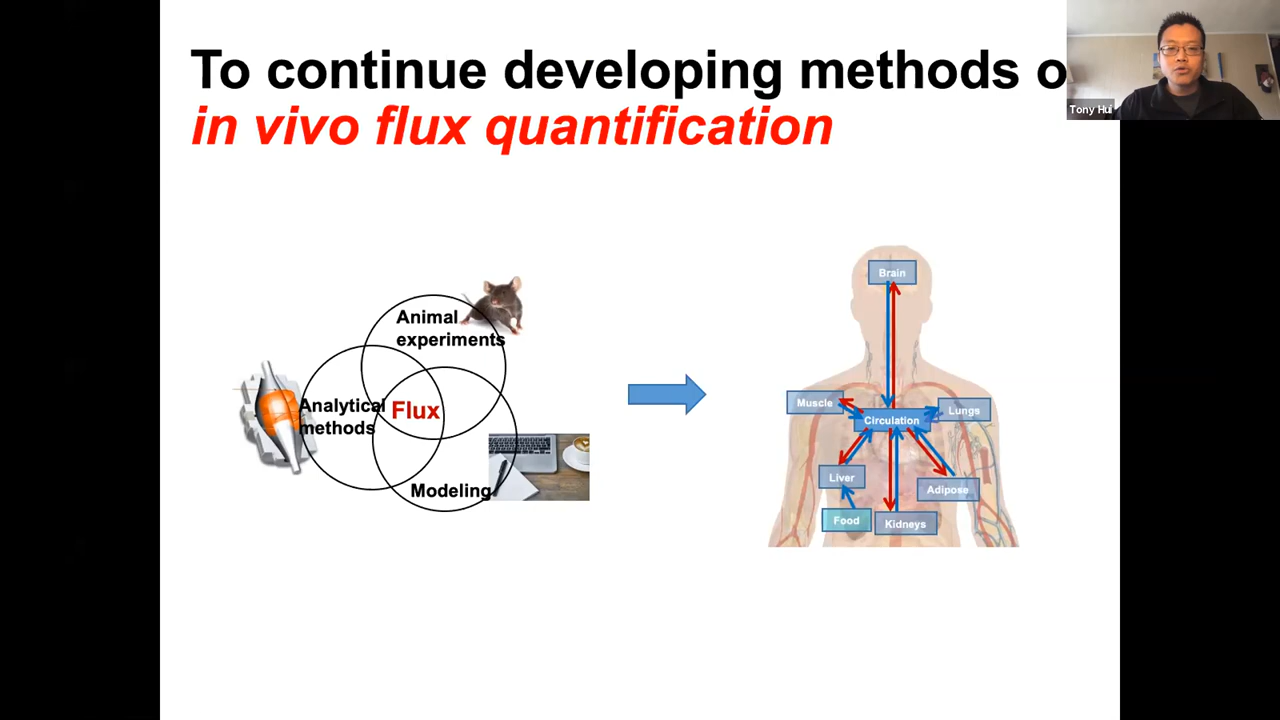 To continue developing methods o
in vivo flux quantification
Tony Hui
Animal
experiments
Analytical
methods
Flux
Modeling
Brain
Muscle
Circulation
Lungs
Liver
Adipose
Food
Kidneys